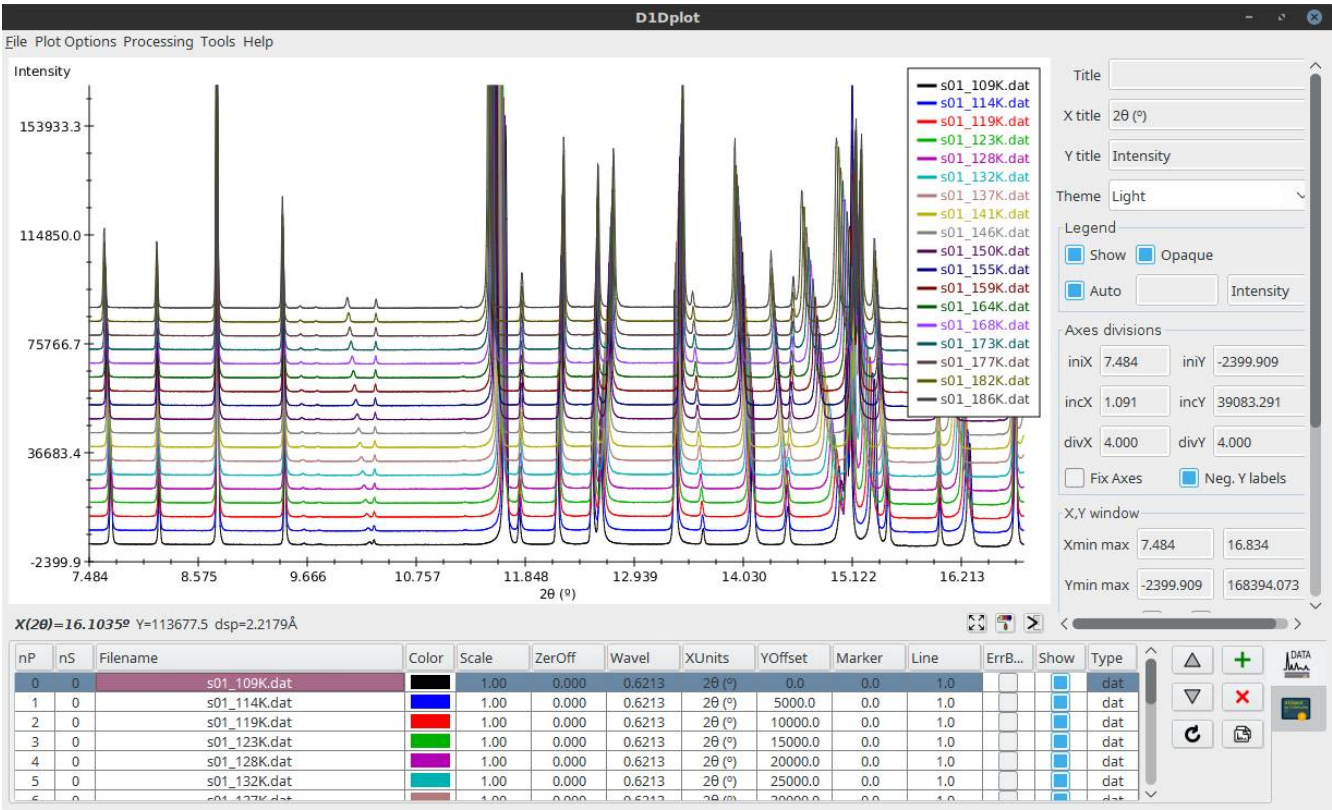 D1Dplot
File Plot Options Processing Tools Help
Intensity
153933.3
114850.0
75766.7
36683.4
-2399.9
7.484 8.575 9.666 10.757 11.848 12.939 14.030 15.122 16.213
2θ (º)
s01_109K.dat
s01_114K.dat
s01_119K.dat
s01_123K.dat
s01_128K.dat
s01_132K.dat
s01_137K.dat
s01_141K.dat
s01_146K.dat
s01_150K.dat
s01_155K.dat
s01_159K.dat
s01_164K.dat
s01_168K.dat
s01_173K.dat
s01_177K.dat
s01_182K.dat
s01_186K.dat
Title
X title 2θ (º)
Y title Intensity
Theme Light
Legend
Show Opaque
Auto Intensity
Axes divisions
iniX 7.484 iniY -2399.909
incX 1.091 incY 39083.291
divX 4.000 divY 4.000
Fix Axes Neg. Y labels
X,Y window
Xmin max 7.484 16.834
Ymin max -2399.909 168394.073
X(2θ)=16.1035º Y=113677.5 dsp=2.2179Å
nP nS Filename Color Scale ZerOff Wavel XUnits YOffset Marker Line ErrB... Show Type
0 0 s01_109K.dat 1.00 0.000 0.6213 2θ (º) 0.0 0.0 1.0 dat
1 0 s01_114K.dat 1.00 0.000 0.6213 2θ (º) 5000.0 0.0 1.0 dat
2 0 s01_119K.dat 1.00 0.000 0.6213 2θ (º) 10000.0 0.0 1.0 dat
3 0 s01_123K.dat 1.00 0.000 0.6213 2θ (º) 15000.0 0.0 1.0 dat
4 0 s01_128K.dat 1.00 0.000 0.6213 2θ (º) 20000.0 0.0 1.0 dat
5 0 s01_132K.dat 1.00 0.000 0.6213 2θ (º) 25000.0 0.0 1.0 dat
DATA